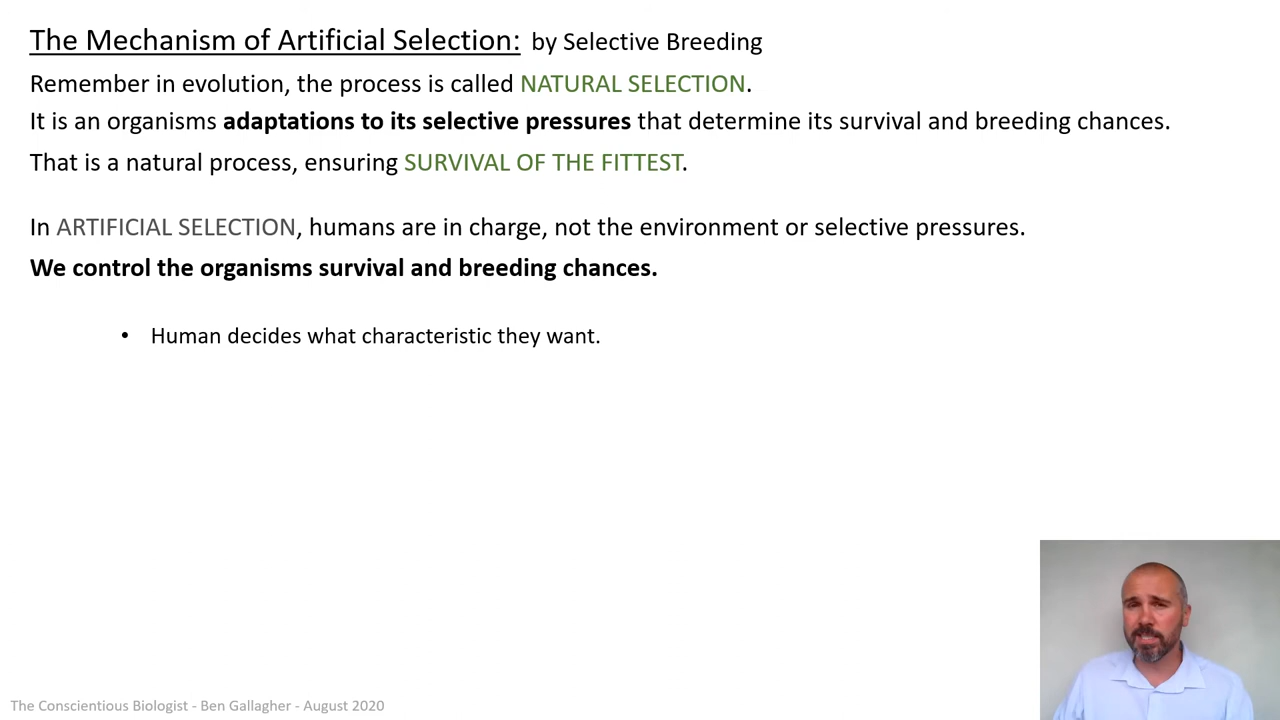 The Mechanism of Artificial Selection: by Selective Breeding
Remember in evolution, the process is called NATURAL SELECTION.
It is an organisms adaptations to its selective pressures that determine its survival and breeding chances.
That is a natural process, ensuring SURVIVAL OF THE FITTEST.
In ARTIFICIAL SELECTION, humans are in charge, not the environment or selective pressures.
We control the organisms survival and breeding chances.
• Human decides what characteristic they want.
The Conscientious Biologist - Ben Gallagher - August 2020